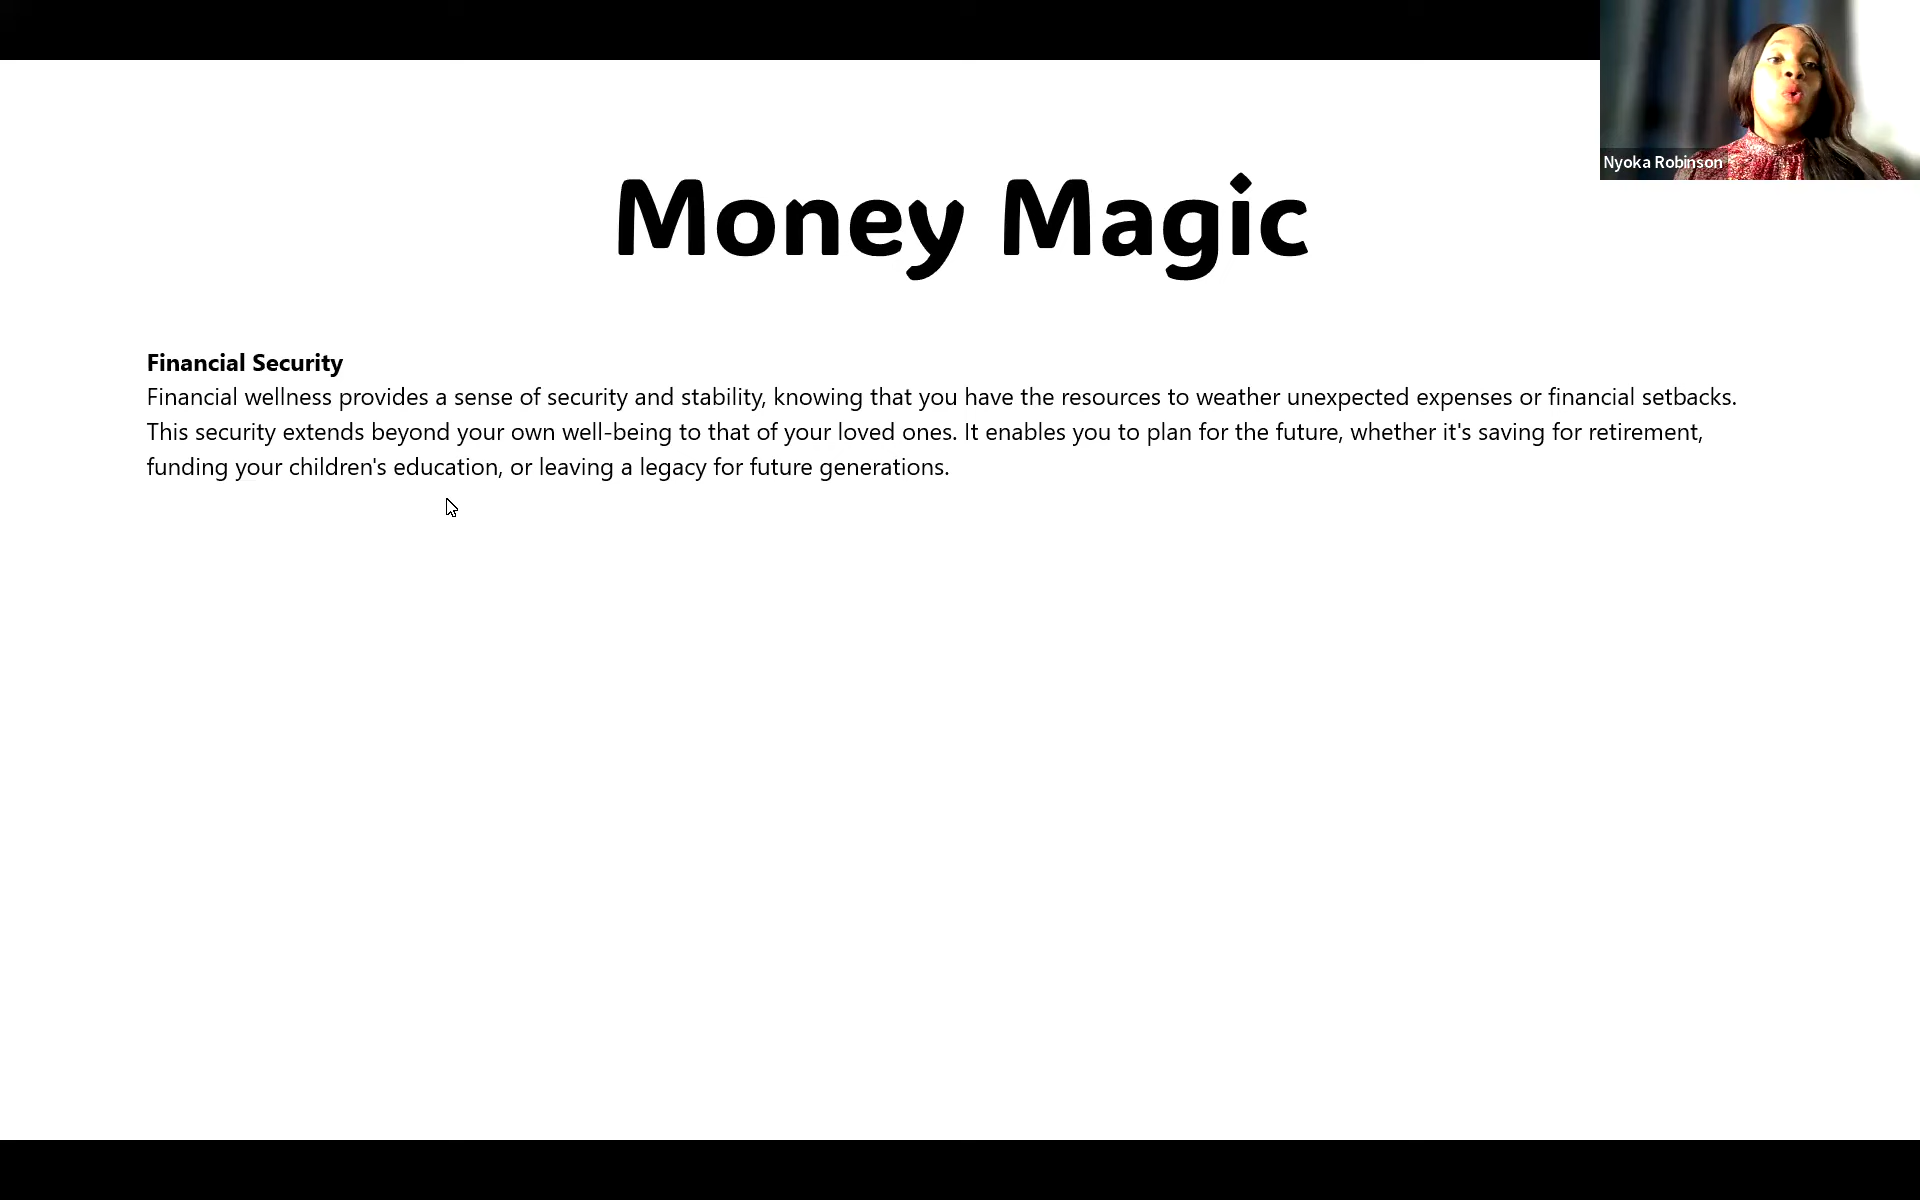 Money Magic
Nyoka Robinson
Financial Security
Financial wellness provides a sense of security and stability, knowing that you have the resources to weather unexpected expenses or financial setbacks.
This security extends beyond your own well-being to that of your loved ones. It enables you to plan for the future, whether it's saving for retirement,
funding your children's education, or leaving a legacy for future generations.